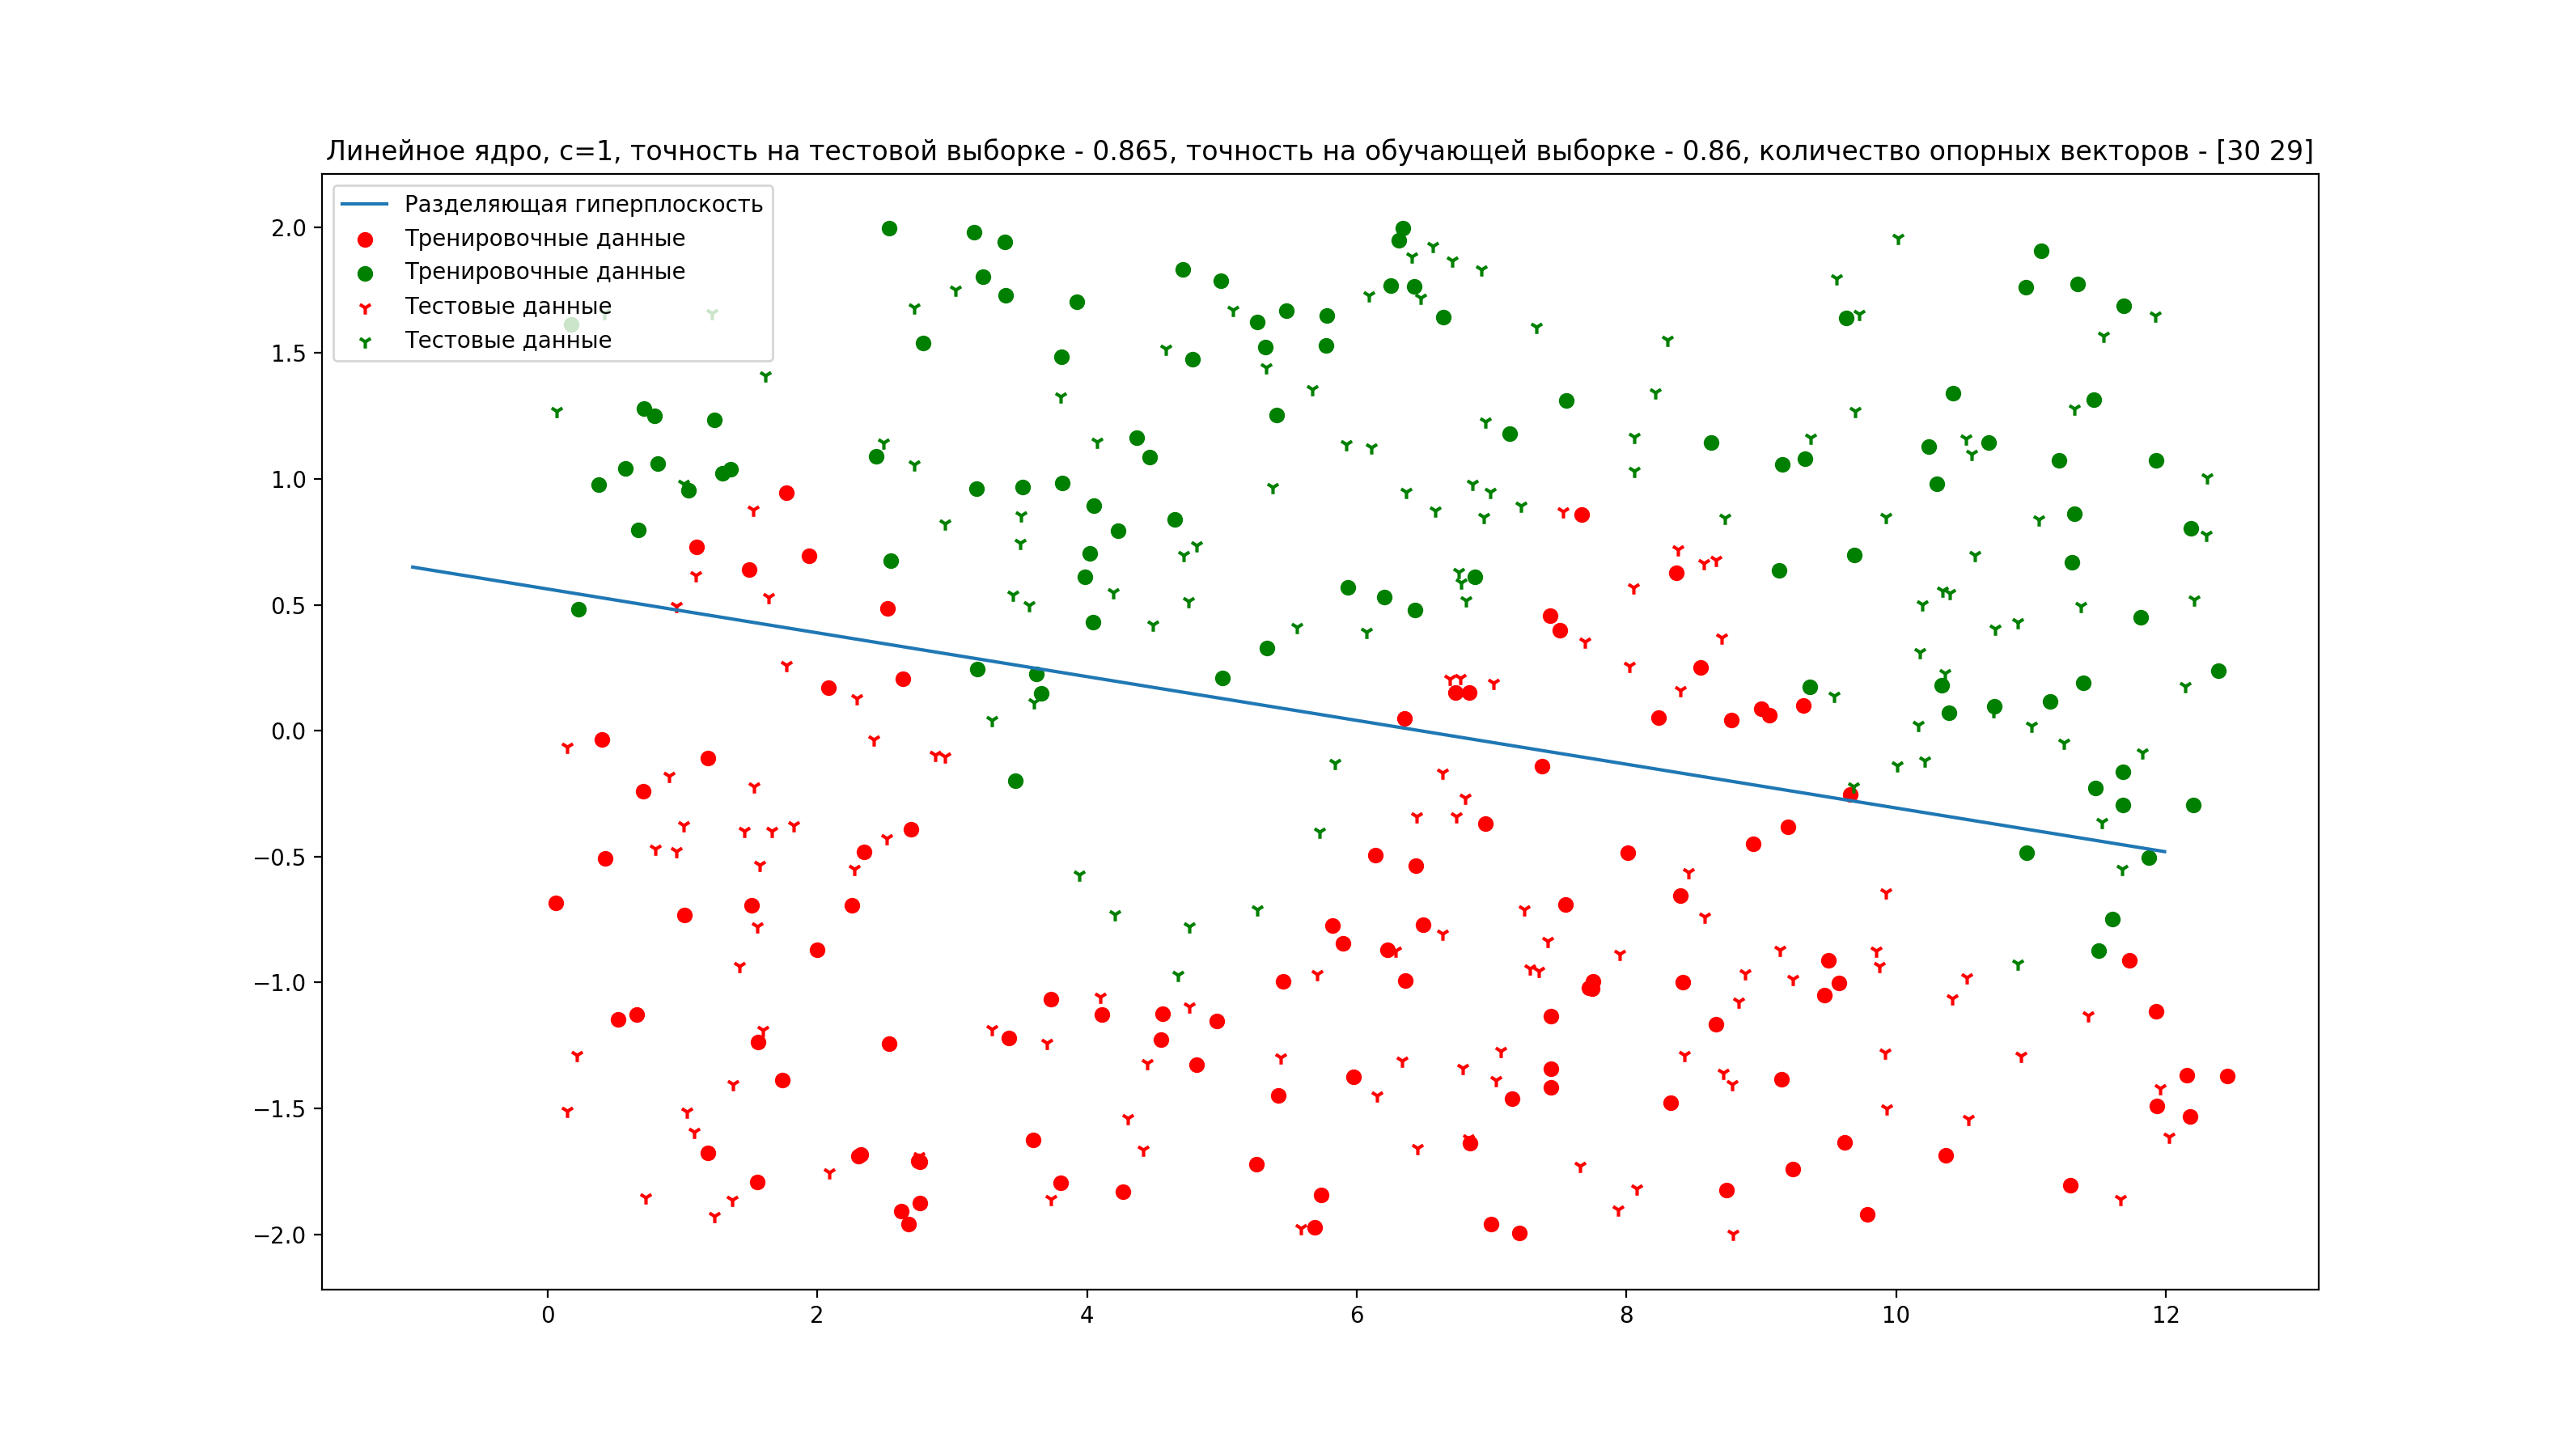 Линейное ядро, c=1, точность на тестовой выборке - 0.865, точность на обучающей выборке - 0.86, количество опорных векторов - [30 29]
Разделяющая гиперплоскость
Тренировочные данные
Тренировочные данные
Тестовые данные
Тестовые данные
2.0
1.5
1.0
0.5
0.0
−0.5
−1.0
−1.5
−2.0
0 2 4 6 8 10 12